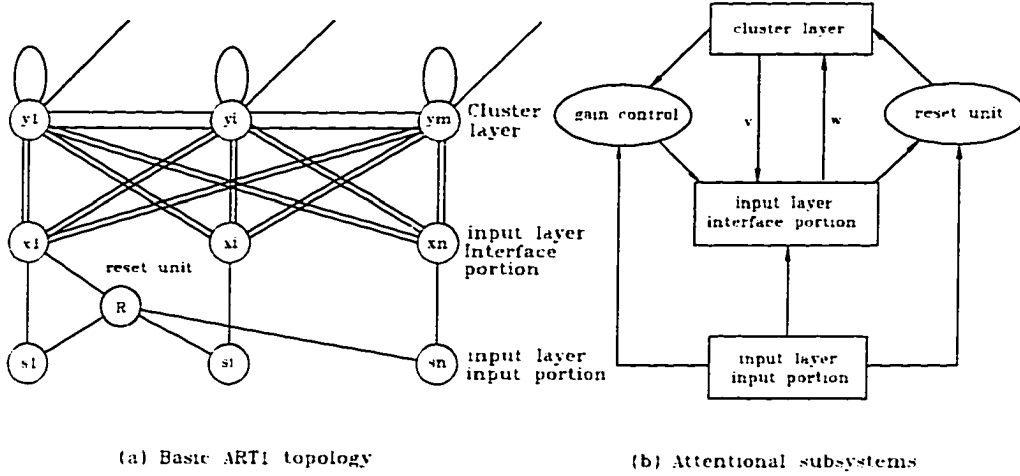 y1
yi
ym
Cluster
layer
x1
xi
xn
input layer
Interface
portion
reset unit
R
s1
si
sn
input layer
input portion
(a) Basic ART1 topology
cluster layer
gain control
v
w
reset unit
input layer
interface portion
input layer
input portion
(b) Attentional subsystems